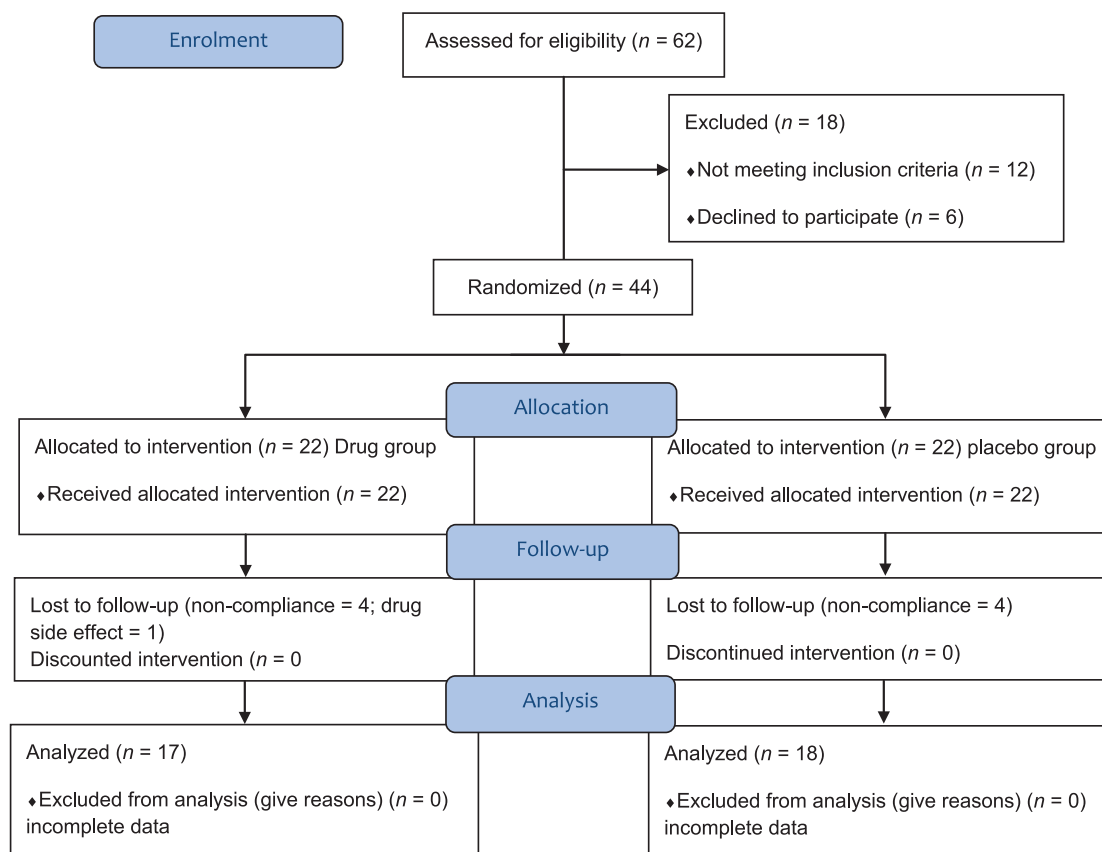 Enrolment
Assessed for eligibility (n = 62)
Excluded (n = 18)
♦Not meeting inclusion criteria (n = 12)
♦Declined to participate (n = 6)
Randomized (n = 44)
Allocation
Allocated to intervention (n = 22) Drug group
♦Received allocated intervention (n = 22)
Allocated to intervention (n = 22) placebo group
♦Received allocated intervention (n = 22)
Follow-up
Lost to follow-up (non-compliance = 4; drug
side effect = 1)
Discounted intervention (n = 0
Lost to follow-up (non-compliance = 4)
Discontinued intervention (n = 0)
Analysis
Analyzed (n = 17)
♦Excluded from analysis (give reasons) (n = 0)
incomplete data
Analyzed (n = 18)
♦Excluded from analysis (give reasons) (n = 0)
incomplete data